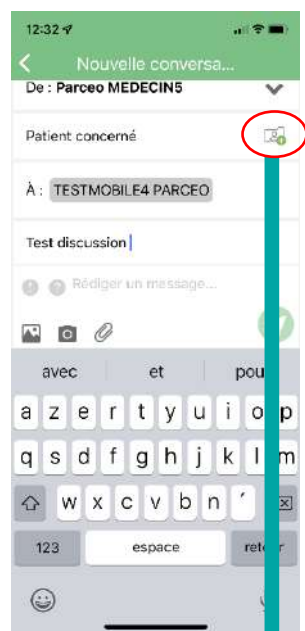 12:32
Nouvelle conversa...
De : Parceo MEDECIN5
Patient concerné
À : TESTMOBILE4 PARCEO
Test discussion
Rédiger un message...
avec et pou
a z e r t y u i o p
q s d f g h j k l m
w x c v b n ´
123 espace